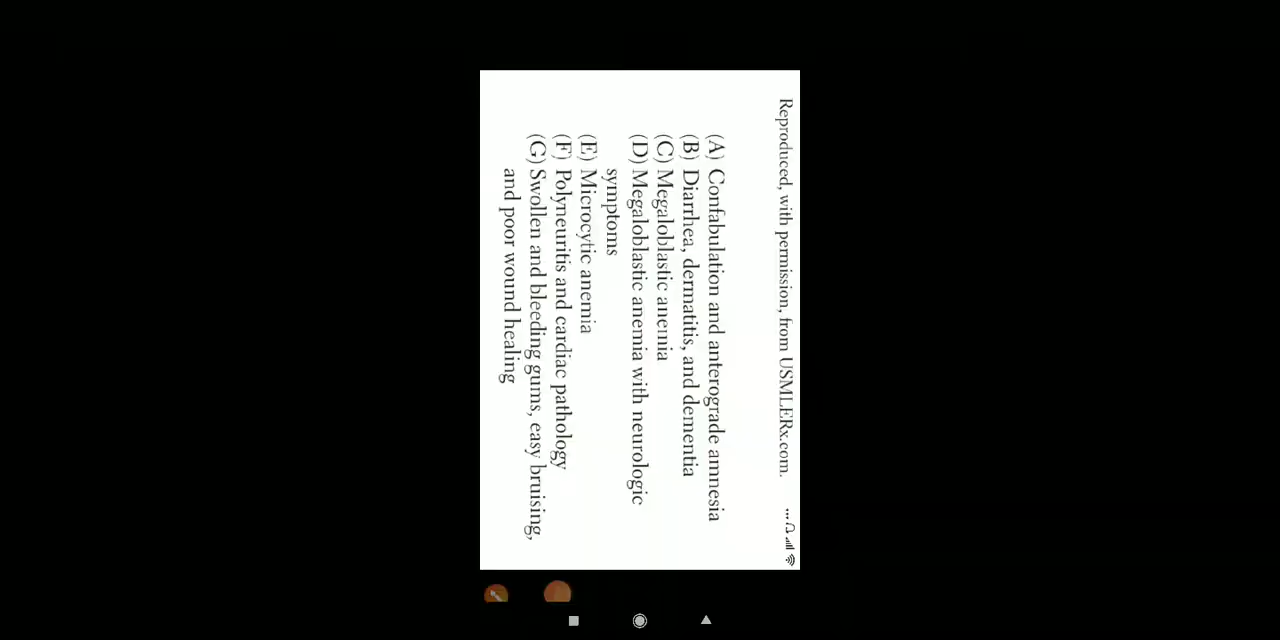 Reproduced, with permission, from USMLERx.com.
(A) Confabulation and anterograde amnesia
(B) Diarrhea, dermatitis, and dementia
(C) Megaloblastic anemia
(D) Megaloblastic anemia with neurologic
symptoms
(E) Microcytic anemia
(F) Polyneuritis and cardiac pathology
(G) Swollen and bleeding gums, easy bruising,
and poor wound healing